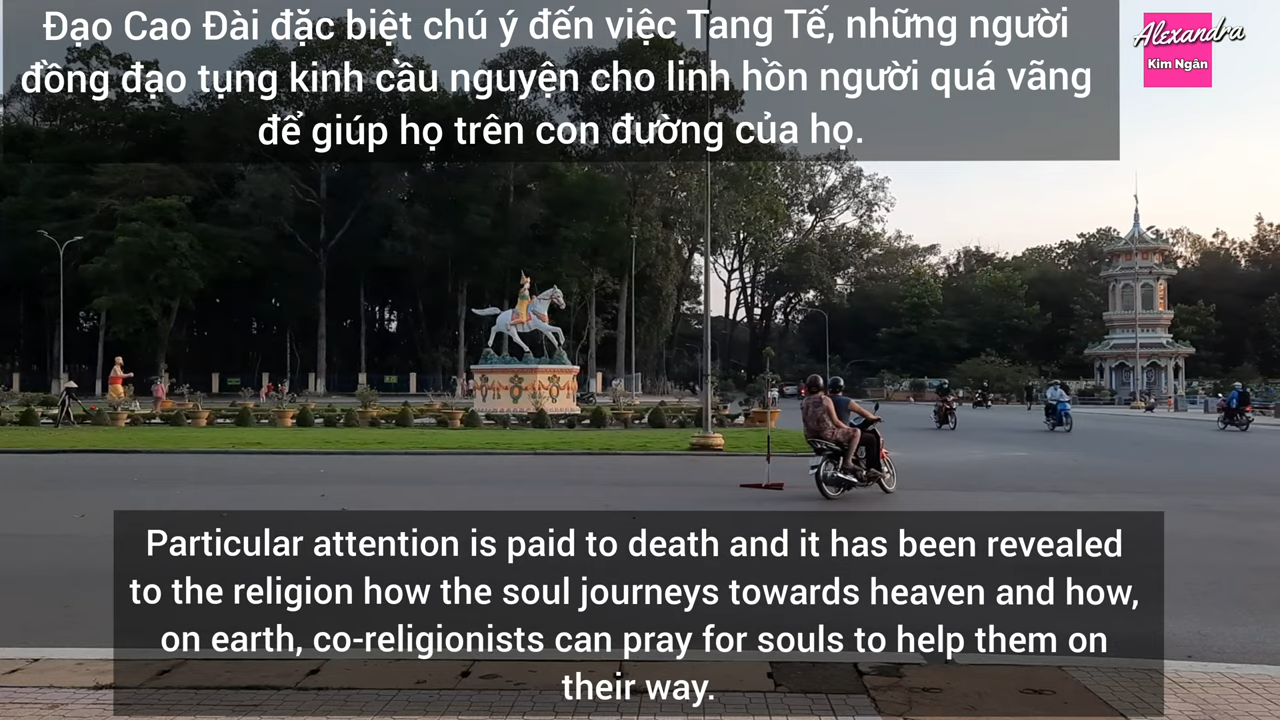 Đạo Cao Đài đặc biệt chú ý đến việc Tang Tế, những người
đồng đạo tụng kinh cầu nguyện cho linh hồn người quá vãng
để giúp họ trên con đường của họ.
Alexandra
Kim Ngân
Particular attention is paid to death and it has been revealed
to the religion how the soul journeys towards heaven and how,
on earth, co-religionists can pray for souls to help them on
their way.